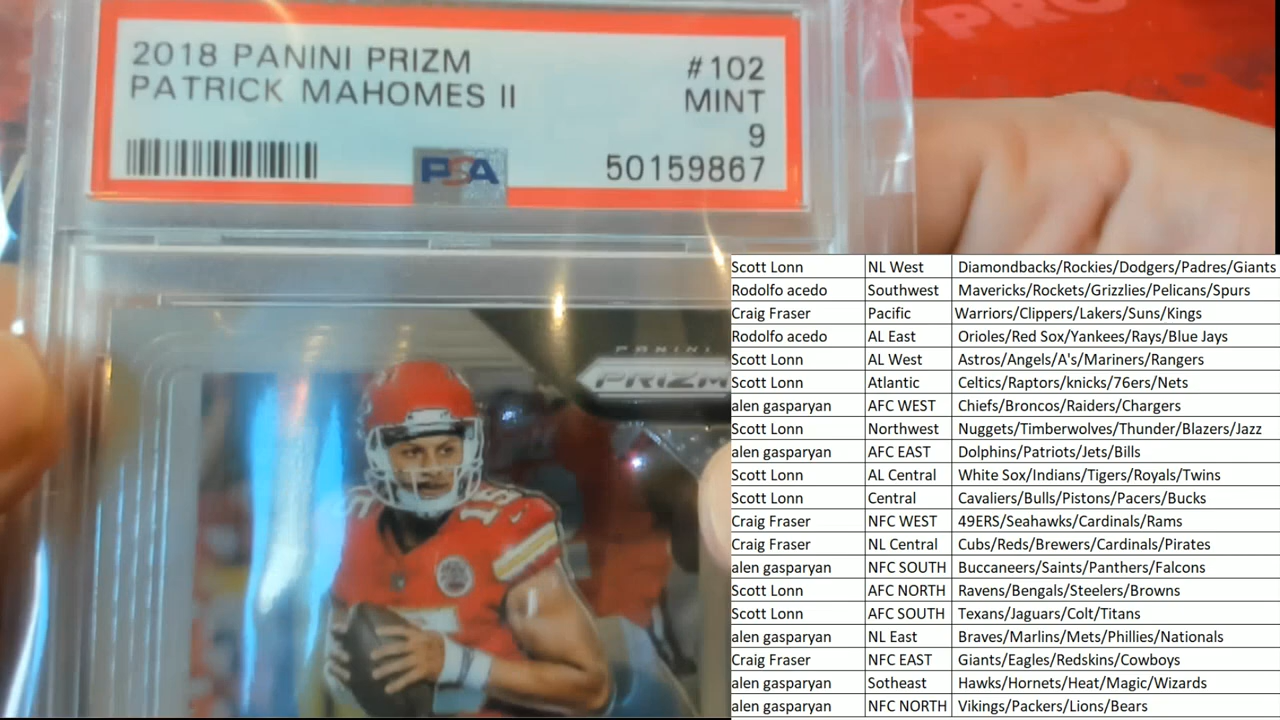 2018 PANINI PRIZM #102
PATRICK MAHOMES II MINT
9
PSA 50159867
PRO
PANINI
PRIZM
15
Scott Lonn NL West Diamondbacks/Rockies/Dodgers/Padres/Giants
Rodolfo acedo Southwest Mavericks/Rockets/Grizzlies/Pelicans/Spurs
Craig Fraser Pacific Warriors/Clippers/Lakers/Suns/Kings
Rodolfo acedo AL East Orioles/Red Sox/Yankees/Rays/Blue Jays
Scott Lonn AL West Astros/Angels/A's/Mariners/Rangers
Scott Lonn Atlantic Celtics/Raptors/knicks/76ers/Nets
alen gasparyan AFC WEST Chiefs/Broncos/Raiders/Chargers
Scott Lonn Northwest Nuggets/Timberwolves/Thunder/Blazers/Jazz
alen gasparyan AFC EAST Dolphins/Patriots/Jets/Bills
Scott Lonn AL Central White Sox/Indians/Tigers/Royals/Twins
Scott Lonn Central Cavaliers/Bulls/Pistons/Pacers/Bucks
Craig Fraser NFC WEST 49ERS/Seahawks/Cardinals/Rams
Craig Fraser NL Central Cubs/Reds/Brewers/Cardinals/Pirates
alen gasparyan NFC SOUTH Buccaneers/Saints/Panthers/Falcons
Scott Lonn AFC NORTH Ravens/Bengals/Steelers/Browns
Scott Lonn AFC SOUTH Texans/Jaguars/Colt/Titans
alen gasparyan NL East Braves/Marlins/Mets/Phillies/Nationals
Craig Fraser NFC EAST Giants/Eagles/Redskins/Cowboys
alen gasparyan Sotheast Hawks/Hornets/Heat/Magic/Wizards
alen gasparyan NFC NORTH Vikings/Packers/Lions/Bears